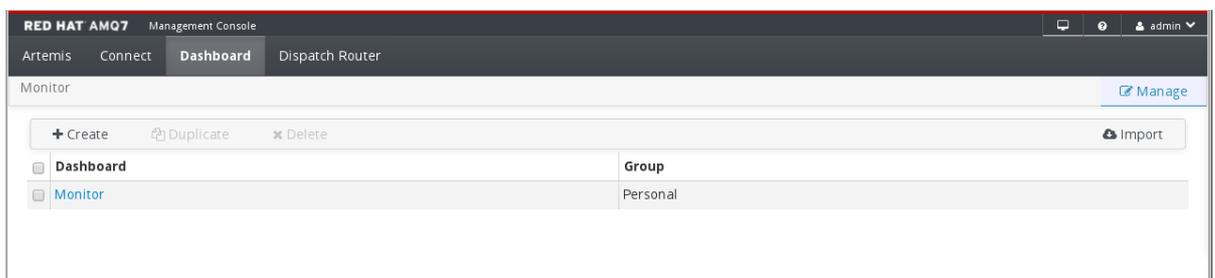 RED HAT AMQ7 Management Console admin
Artemis Connect Dashboard Dispatch Router
Monitor Manage
Create Duplicate Delete Import
Dashboard Group
Monitor Personal